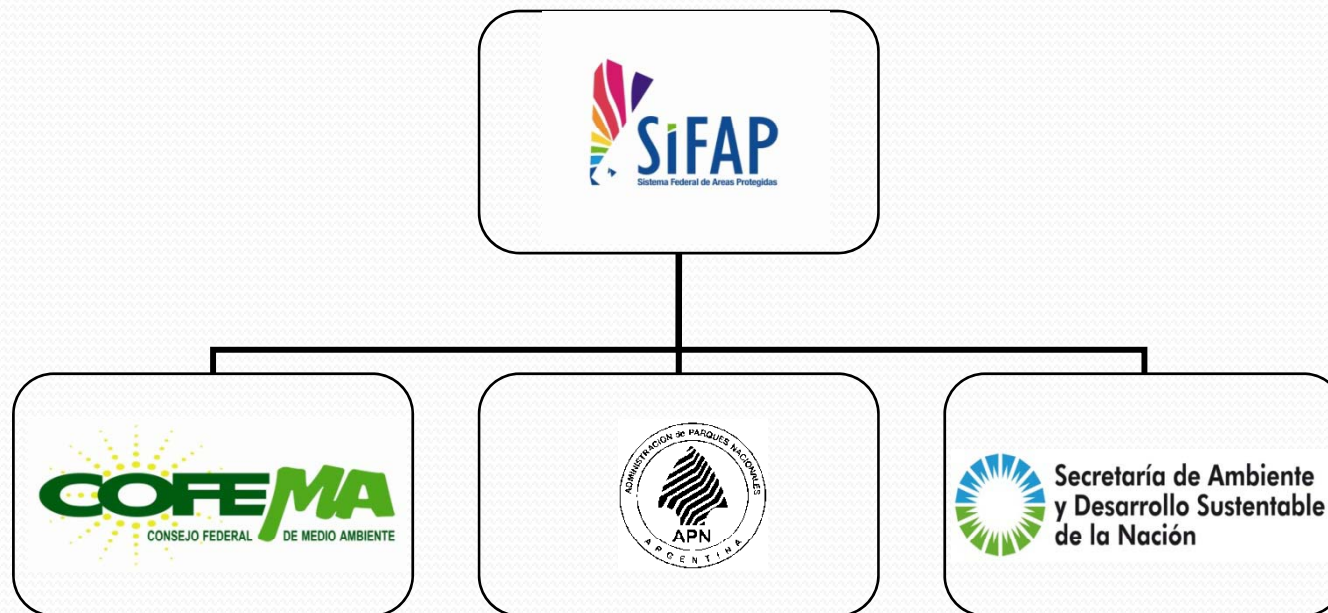 SiFAP
Sistema Federal de Areas Protegidas
COFEMA
CONSEJO FEDERAL DE MEDIO AMBIENTE
ADMINISTRACIÓN de PARQUES NACIONALES
APN
ARGENTINA
Secretaría de Ambiente
y Desarrollo Sustentable
de la Nación